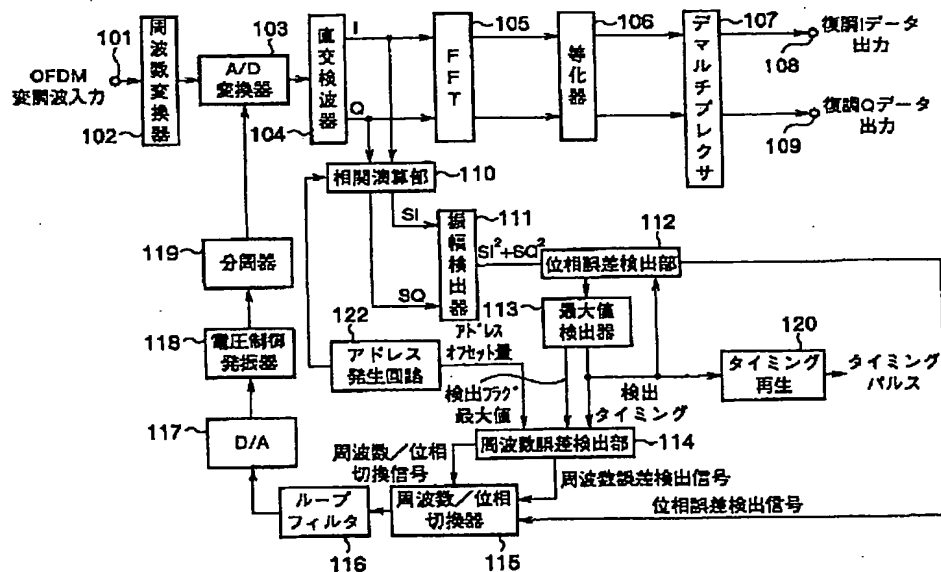 101
OFDM
変調波入力
周波数変換器
102
103
A/D
変換器
直交検波器
104
I
Q
FFT
105
等化器
106
デマルチプレクサ
107
復調Iデータ
出力
108
復調Qデータ
出力
109
相関演算部
110
SI
SQ
振幅検出器
111
SI²+SQ²
112
位相誤差検出部
113
最大値
検出器
119
分周器
118
電圧制御
発振器
117
D/A
122
アドレス
発生回路
アドレス
オフセット量
検出フラグ
最大値
検出
タイミング
120
タイミング
再生
タイミング
パルス
周波数誤差検出部
114
周波数/位相
切換信号
周波数誤差検出信号
位相誤差検出信号
ループ
フィルタ
116
周波数/位相
切換器
115